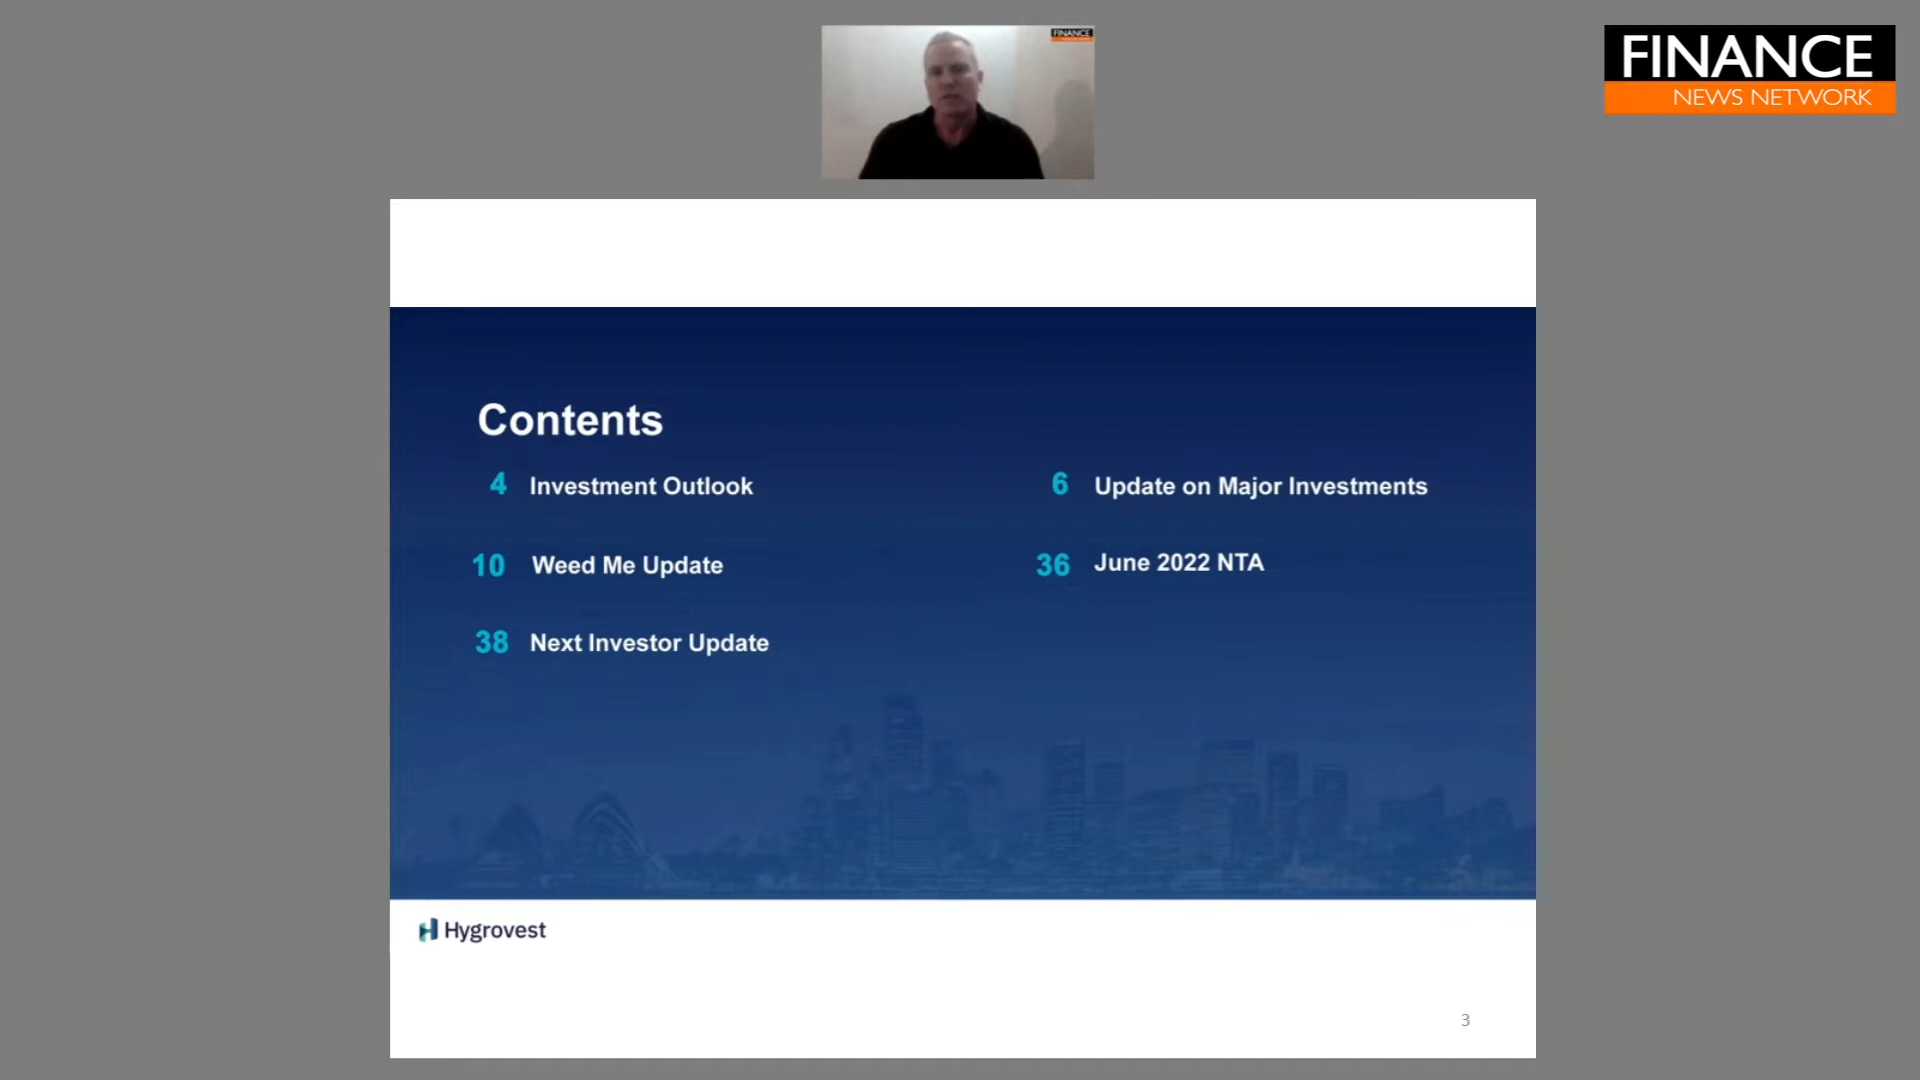 FINANCE
FINANCE
NEWS NETWORK
Contents
4 Investment Outlook
6 Update on Major Investments
10 Weed Me Update
36 June 2022 NTA
38 Next Investor Update
Hygrovest
3